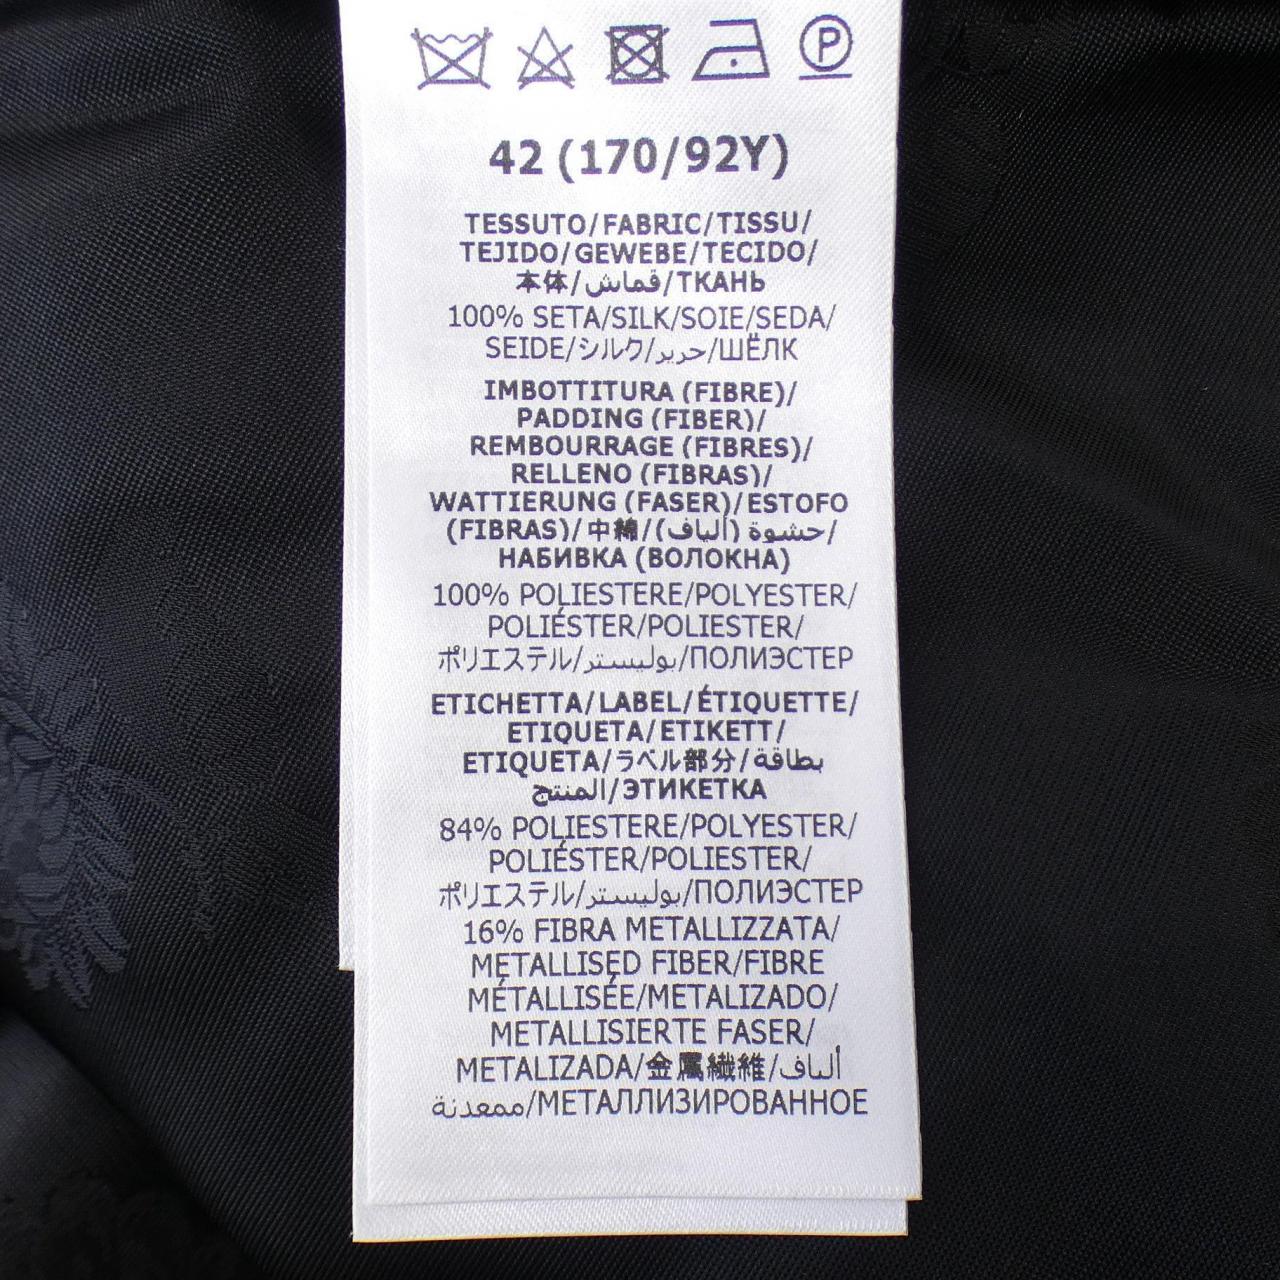 P
42 (170/92Y)
TESSUTO/FABRIC/TISSU/
TEJIDO/GEWEBE/TECIDO/
本体/قماش/ТКАНЬ
100% SETA/SILK/SOIE/SEDA/
SEIDE/シルク/حرير/ШЁЛК
IMBOTTITURA (FIBRE)/
PADDING (FIBER)/
REMBOURRAGE (FIBRES)/
RELLENO (FIBRAS)/
WATTIERUNG (FASER)/ESTOFO
(FIBRAS)/中綿/حشوة (ألياف)/
НАБИВКА (ВОЛОКНА)
100% POLIESTERE/POLYESTER/
POLIÉSTER/POLIESTER/
ポリエステル/بوليستر/ПОЛИЭСТЕР
ETICHETTA/LABEL/ÉTIQUETTE/
ETIQUETA/ETIKETT/
ETIQUETA/ラベル部分/بطاقة
المنتج/ЭТИКЕТКА
84% POLIESTERE/POLYESTER/
POLIÉSTER/POLIESTER/
ポリエステル/بوليستر/ПОЛИЭСТЕР
16% FIBRA METALLIZZATA/
METALLISED FIBER/FIBRE
MÉTALLISÉE/METALIZADO/
METALLISIERTE FASER/
METALIZADA/金属繊維/ألياف
ممعدنة/МЕТАЛЛИЗИРОВАННОЕ